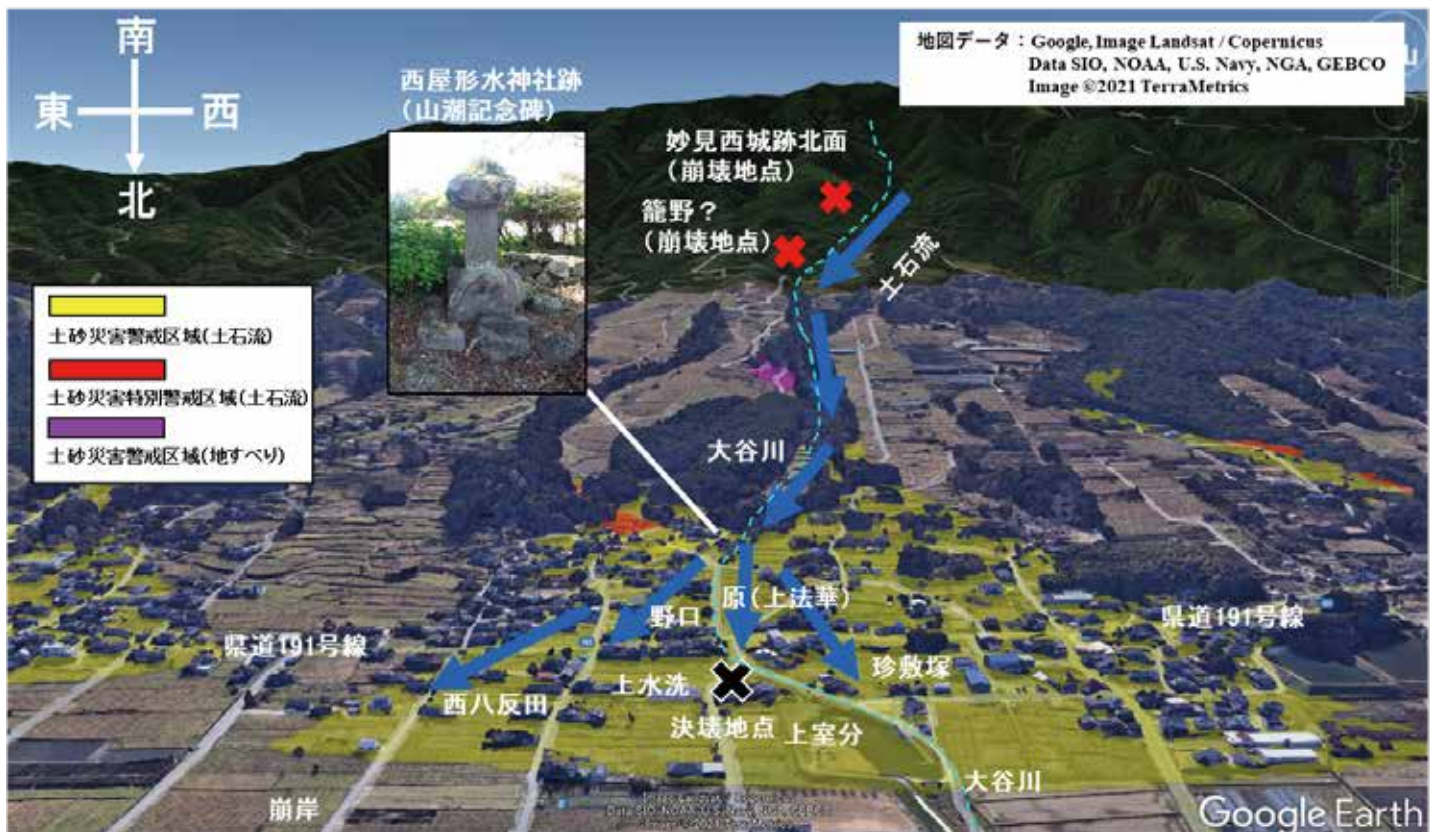 南
東
西
北
西屋形水神社跡
(山潮記念碑)
地図データ：Google, Image Landsat / Copernicus
Data SIO, NOAA, U.S. Navy, NGA, GEBCO
Image ©2021 TerraMetrics
妙見西城跡北面
(崩壊地点)
籠野？
(崩壊地点)
土石流
土砂災害警戒区域(土石流)
土砂災害特別警戒区域(土石流)
土砂災害警戒区域(地すべり)
大谷川
原(上法華)
野口
県道191号線
県道191号線
珍敷塚
西八反田
上水洗
決壊地点
上室分
大谷川
崩岸
Data SIO, NOAA, U.S. Navy, NGA, GEBCO
Google Earth